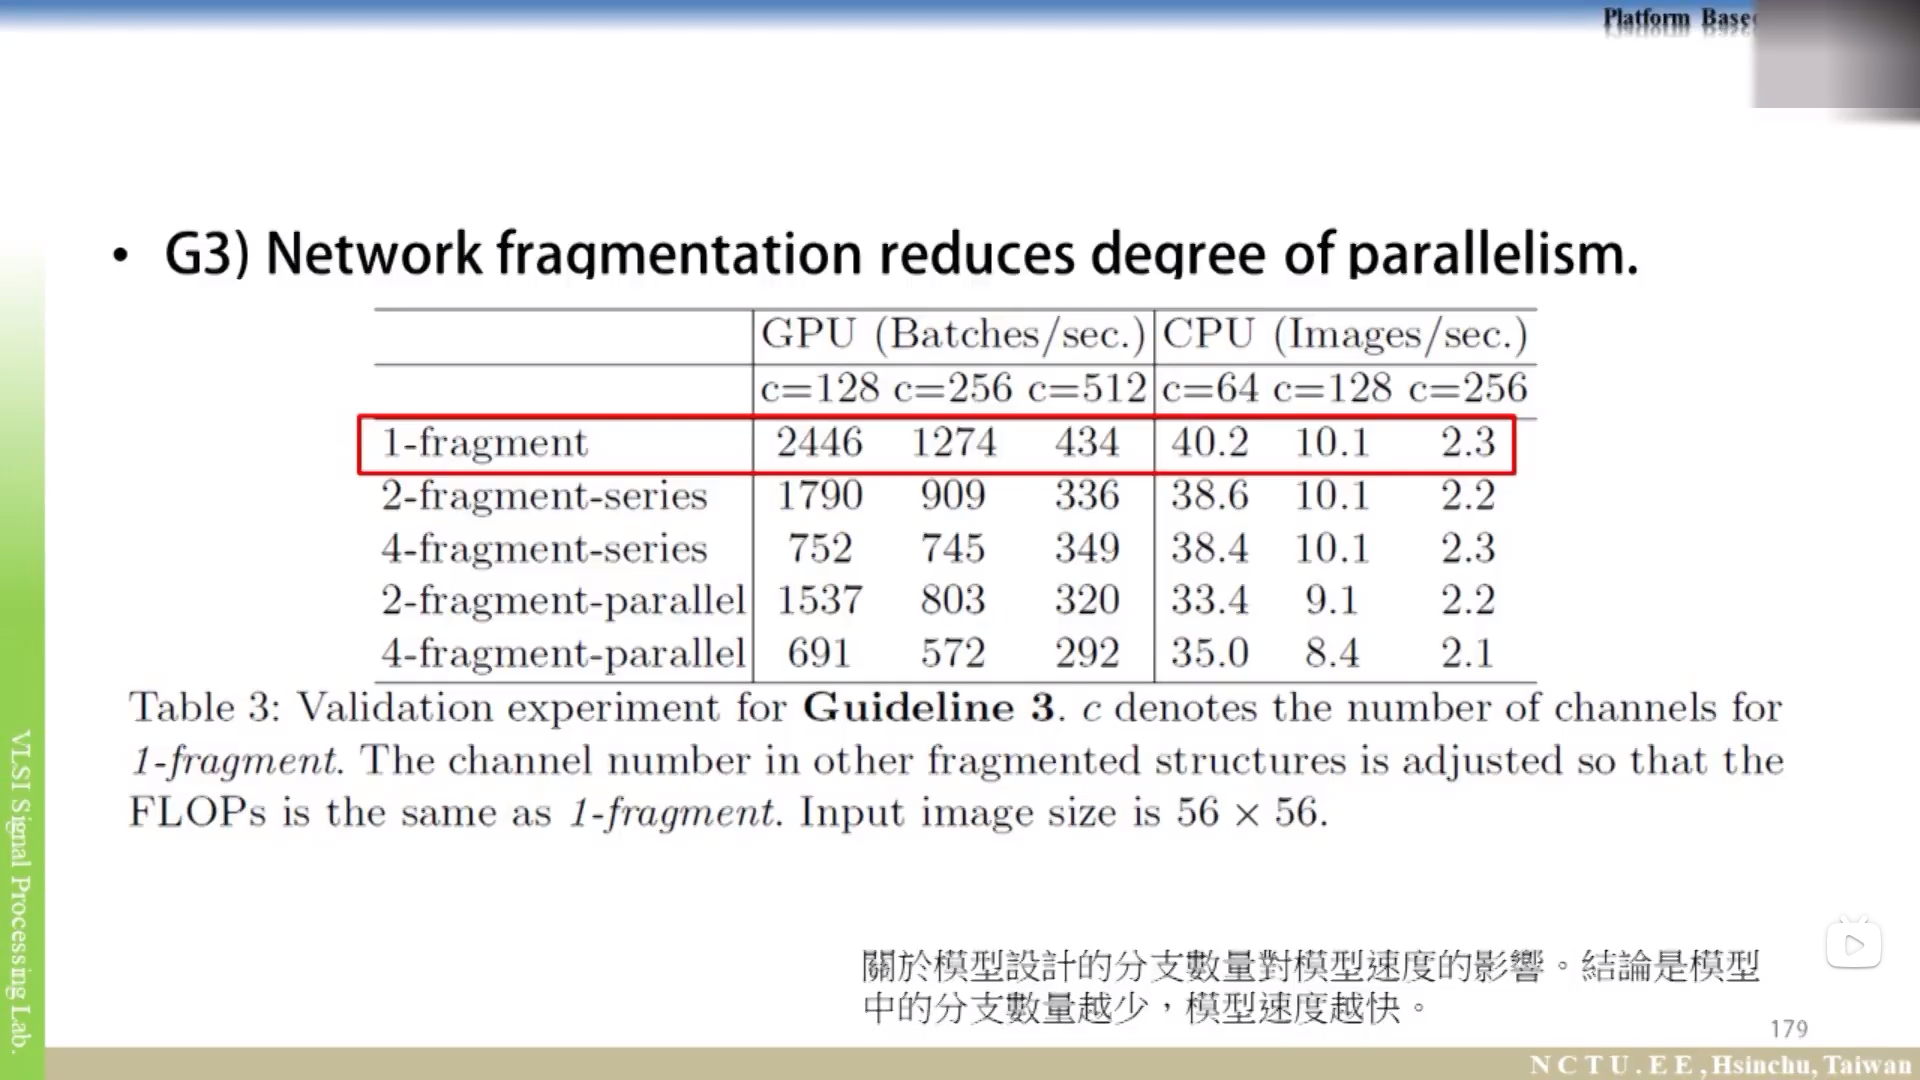 Platform Based
• G3) Network fragmentation reduces degree of parallelism.
GPU (Batches/sec.) CPU (Images/sec.)
c=128 c=256 c=512 c=64 c=128 c=256
1-fragment 2446 1274 434 40.2 10.1 2.3
2-fragment-series 1790 909 336 38.6 10.1 2.2
4-fragment-series 752 745 349 38.4 10.1 2.3
2-fragment-parallel 1537 803 320 33.4 9.1 2.2
4-fragment-parallel 691 572 292 35.0 8.4 2.1
Table 3: Validation experiment for Guideline 3. c denotes the number of channels for
1-fragment. The channel number in other fragmented structures is adjusted so that the
FLOPs is the same as 1-fragment. Input image size is 56 × 56.
關於模型設計的分支數量對模型速度的影響。結論是模型
中的分支數量越少，模型速度越快。
179
VLSI Signal Processing Lab.
NCTU.EE, Hsinchu, Taiwan